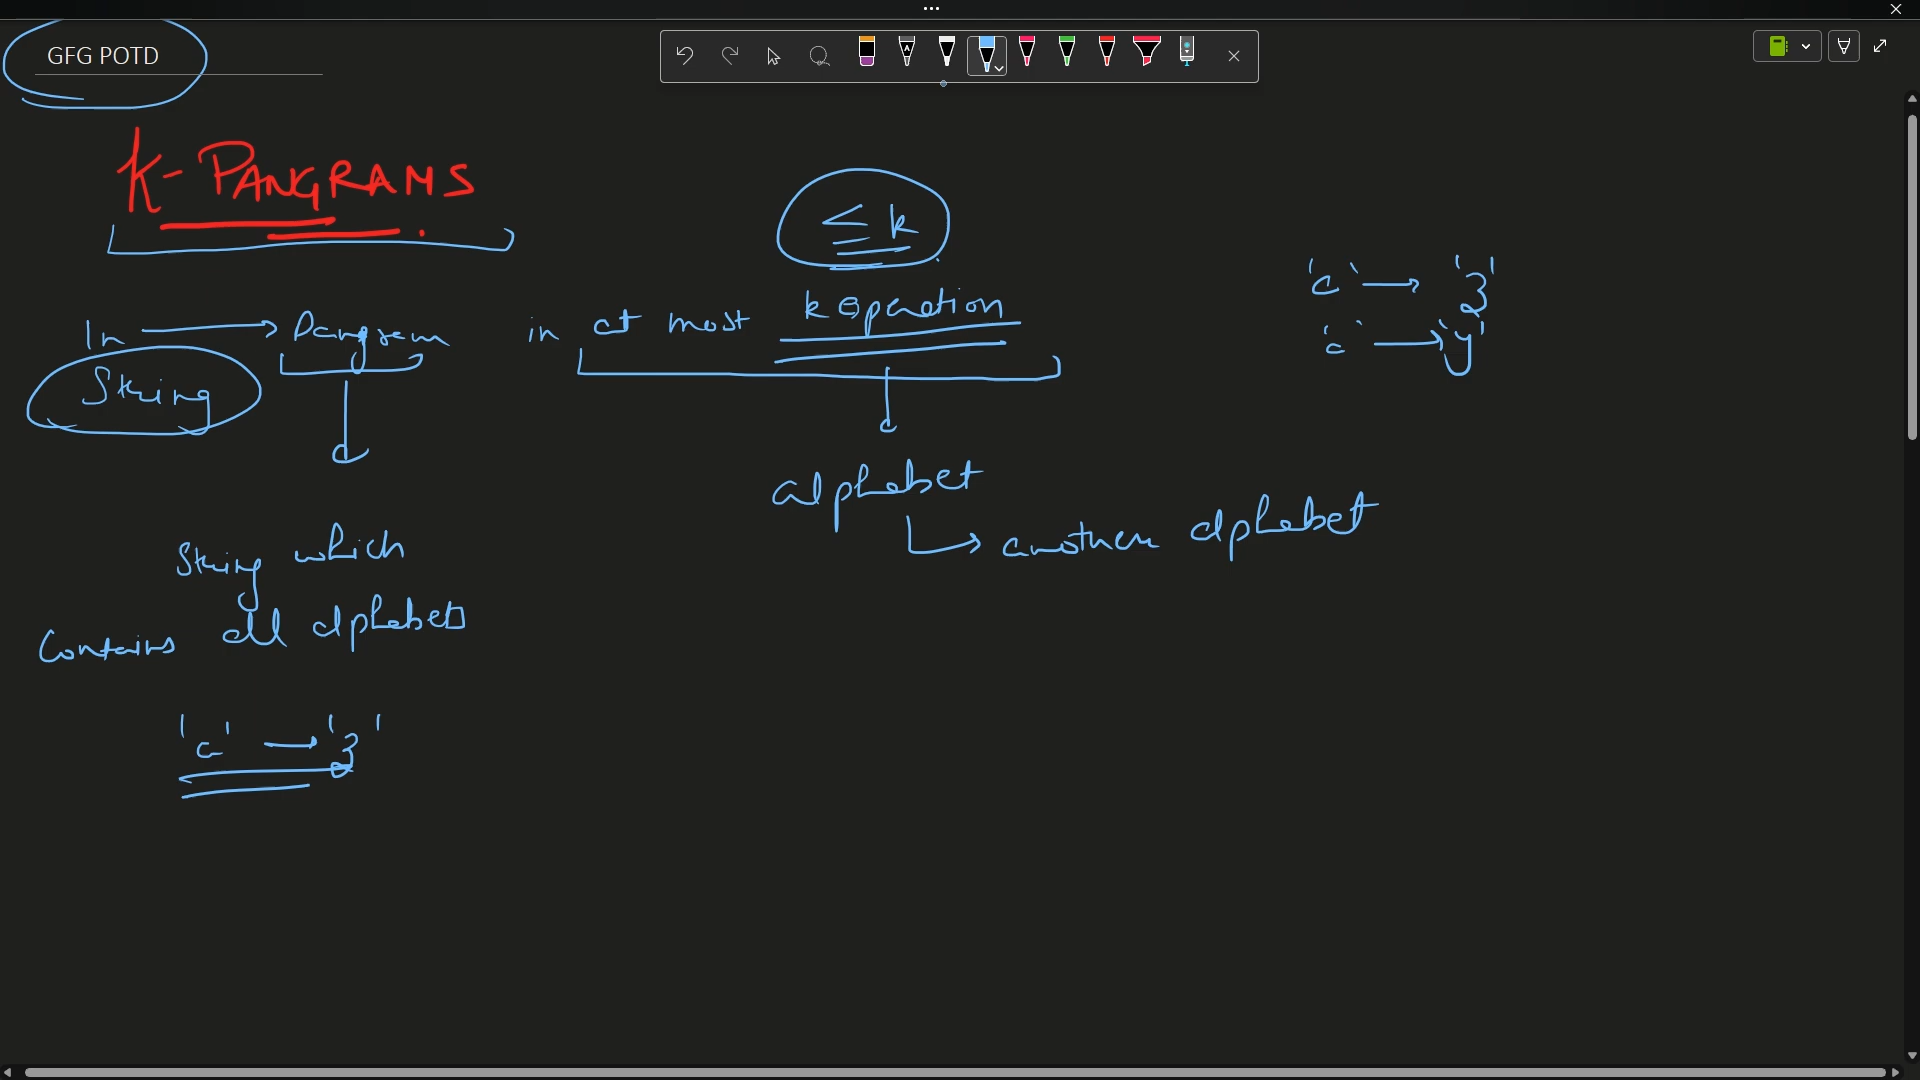 GFG POTD
K-PANGRAMS
≤ k
'a' → 'z'
In → Pangram in at most k operation
'a' → 'y'
String
alphabet
another alphabet
String which
Contains all alphabets
'a' → 'z'